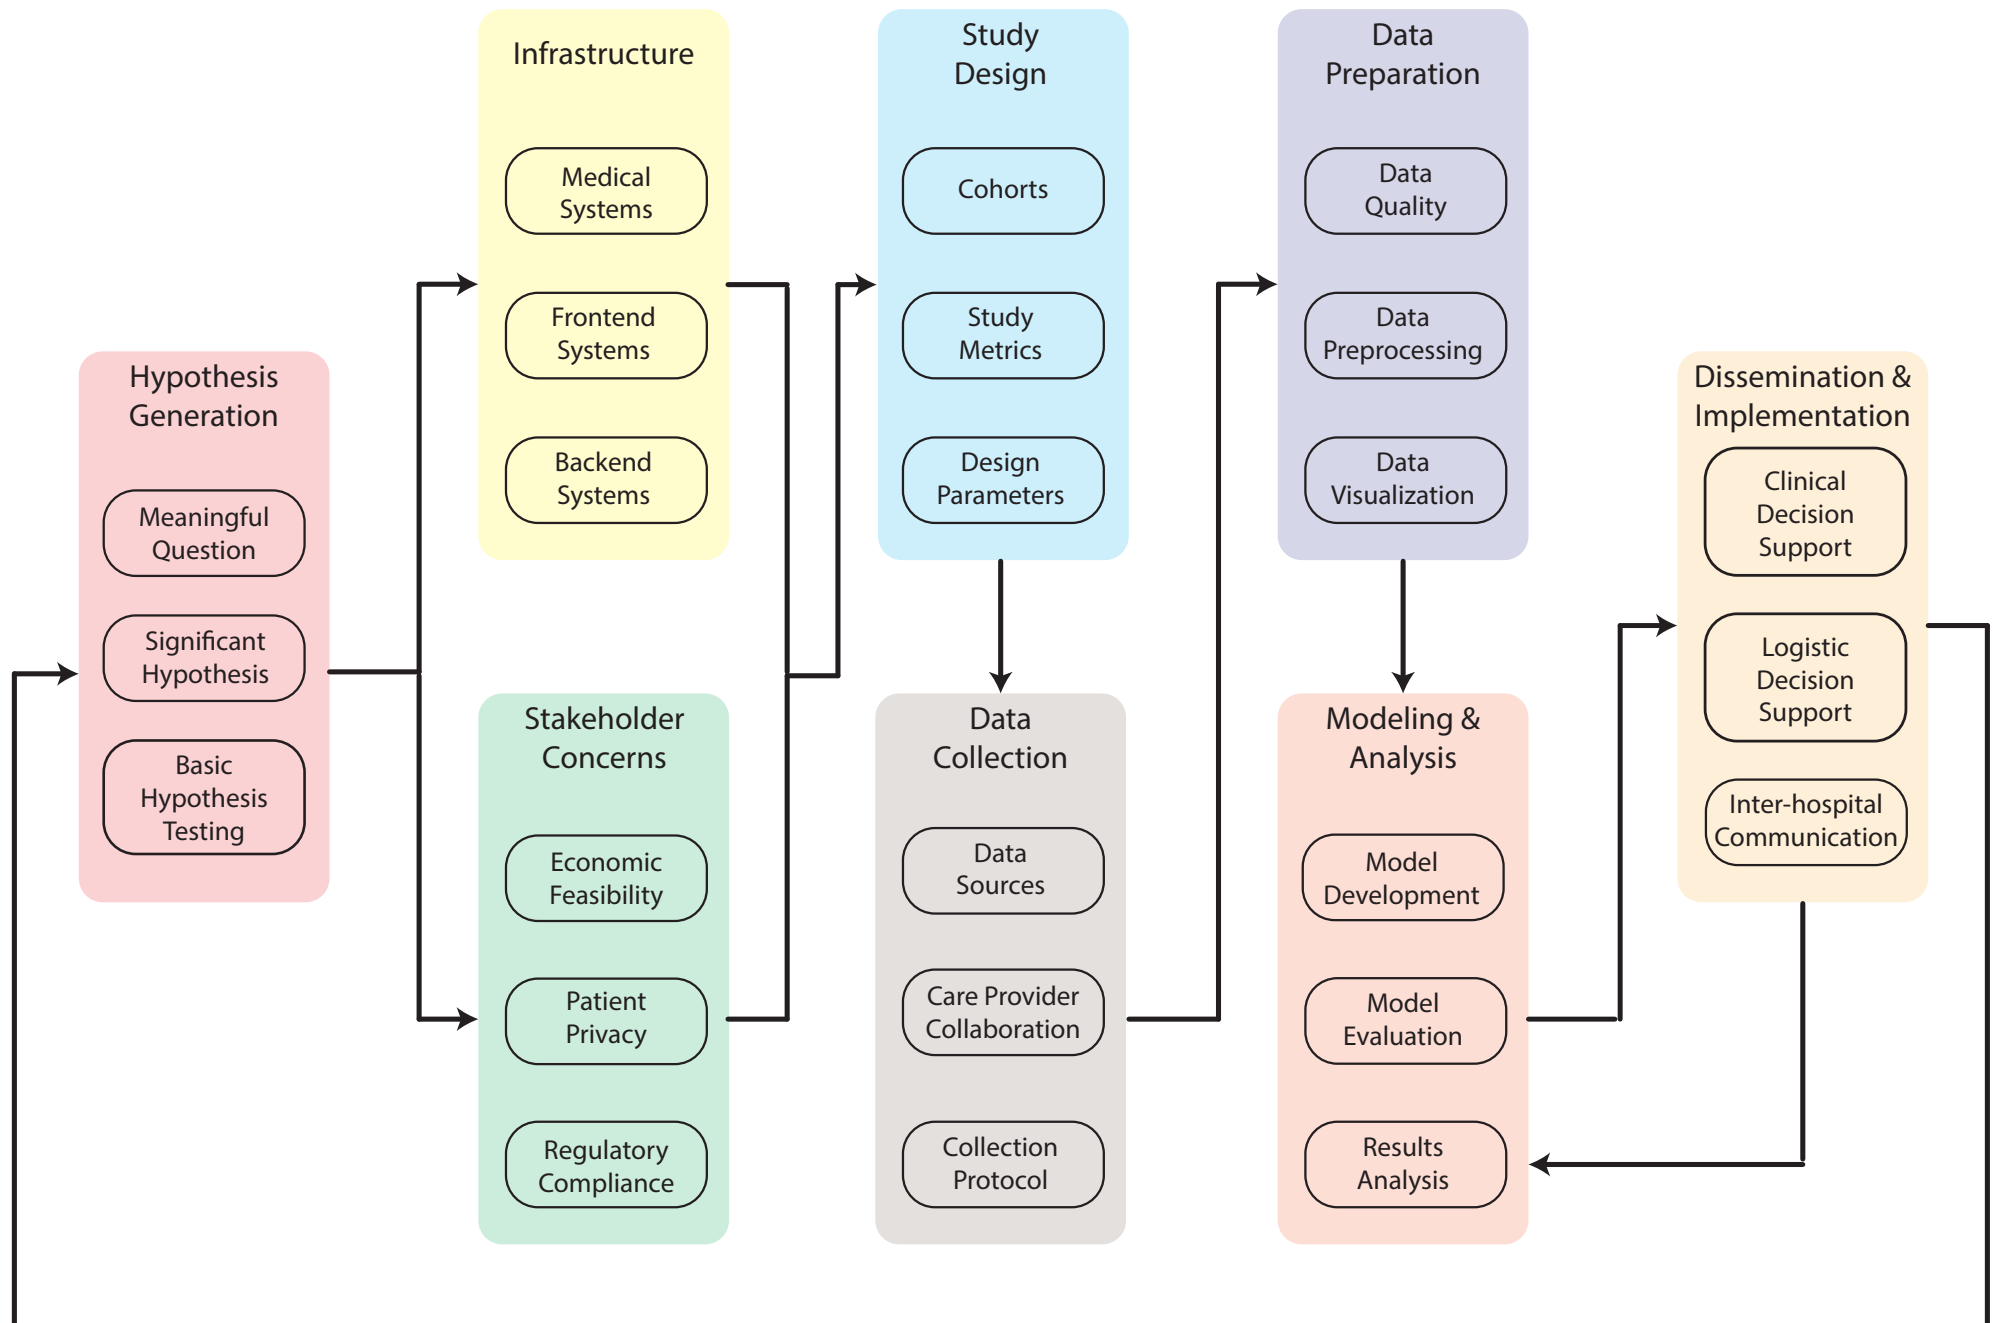 Hypothesis
Generation
Meaningful
Question
Significant
Hypothesis
Basic
Hypothesis
Testing
Infrastructure
Medical
Systems
Frontend
Systems
Backend
Systems
Stakeholder
Concerns
Economic
Feasibility
Patient
Privacy
Regulatory
Compliance
Study
Design
Cohorts
Study
Metrics
Design
Parameters
Data
Collection
Data
Sources
Care Provider
Collaboration
Collection
Protocol
Data
Preparation
Data
Quality
Data
Preprocessing
Data
Visualization
Modeling &
Analysis
Model
Development
Model
Evaluation
Results
Analysis
Dissemination &
Implementation
Clinical
Decision
Support
Logistic
Decision
Support
Inter-hospital
Communication